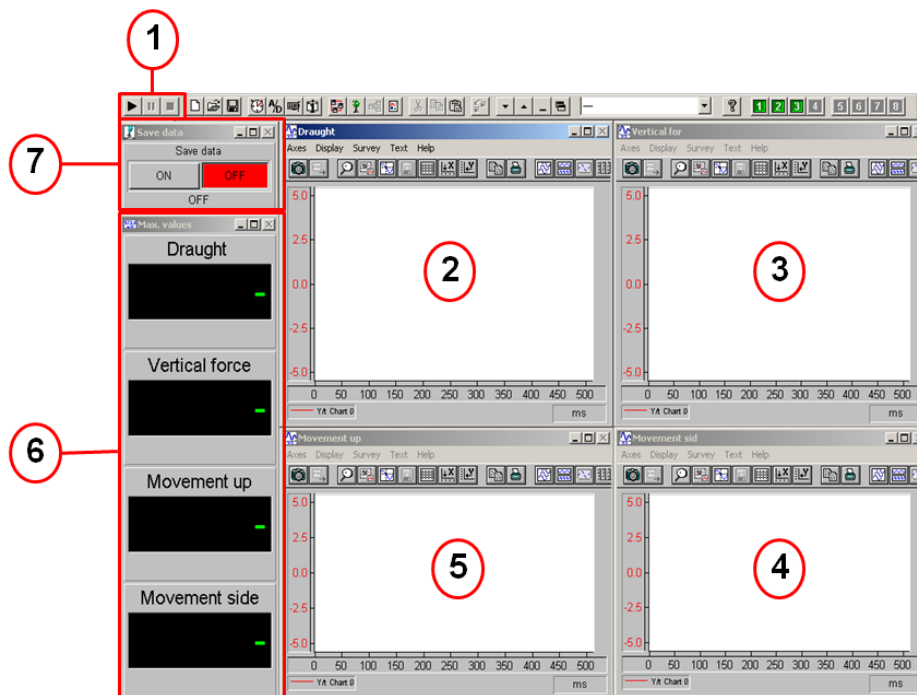 1
1 2 3 4 5 6 7 8
7
Save data
Save data
ON OFF
OFF
6
Max. values
Draught
Vertical force
Movement up
Movement side
Draught
Axes Display Survey Text Help
2
5.0
2.5
0.0
-2.5
-5.0
0 50 100 150 200 250 300 350 400 450 500
Y/t Chart 0
ms
Vertical for
Axes Display Survey Text Help
3
5.0
2.5
0.0
-2.5
-5.0
0 50 100 150 200 250 300 350 400 450 500
Y/t Chart 0
ms
Movement up
Axes Display Survey Text Help
5
5.0
2.5
0.0
-2.5
-5.0
0 50 100 150 200 250 300 350 400 450 500
Y/t Chart 0
ms
Movement sid
Axes Display Survey Text Help
4
5.0
2.5
0.0
-2.5
-5.0
0 50 100 150 200 250 300 350 400 450 500
Y/t Chart 0
ms